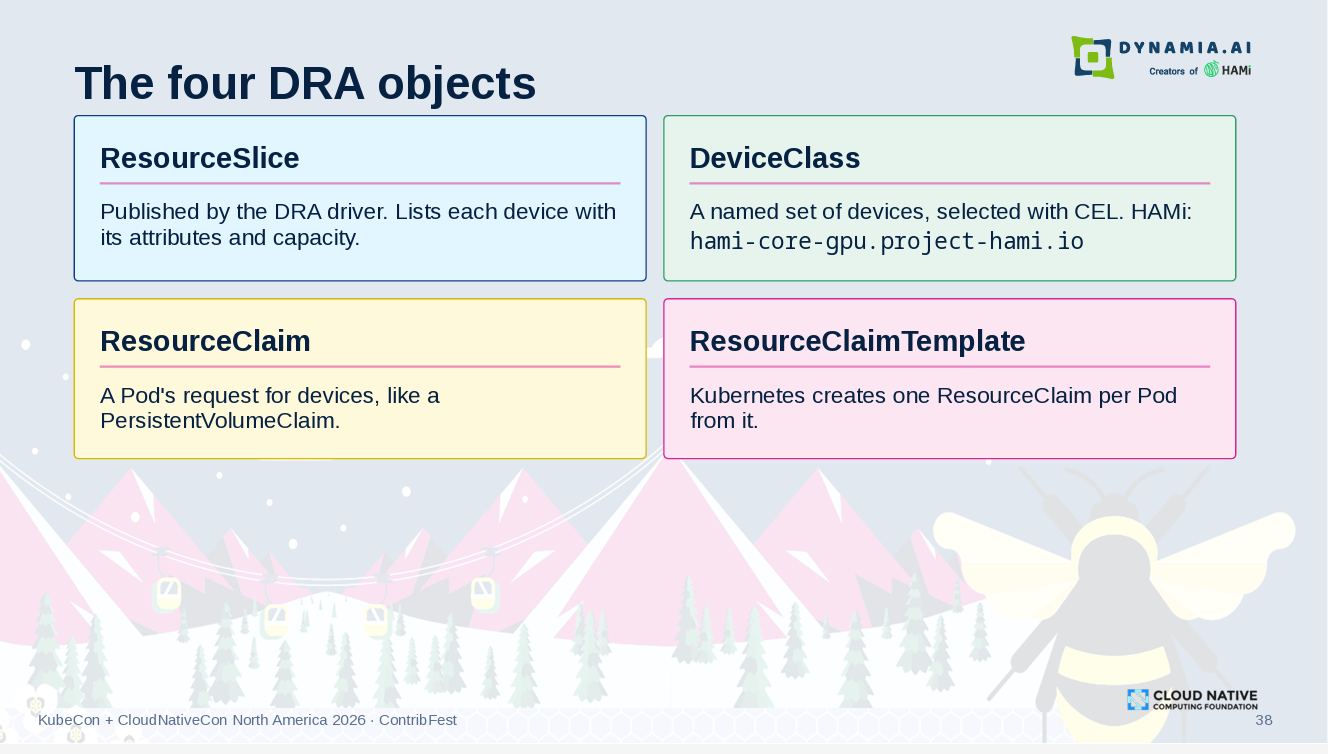 DYNAMIA.AI
Creators of HAMi
The four DRA objects
ResourceSlice
Published by the DRA driver. Lists each device with
its attributes and capacity.
DeviceClass
A named set of devices, selected with CEL. HAMi:
hami-core-gpu.project-hami.io
ResourceClaim
A Pod's request for devices, like a
PersistentVolumeClaim.
ResourceClaimTemplate
Kubernetes creates one ResourceClaim per Pod
from it.
CLOUD NATIVE
COMPUTING FOUNDATION
KubeCon + CloudNativeCon North America 2026 · ContribFest
38